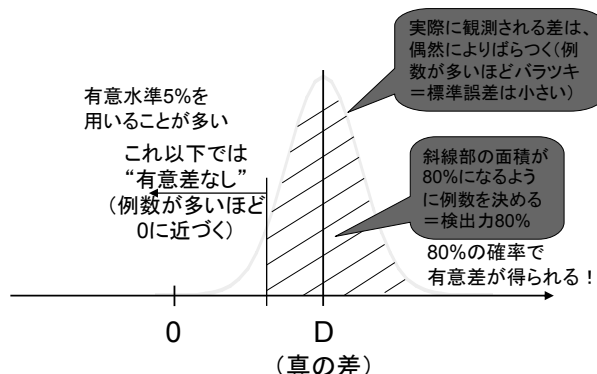 実際に観測される差は、
偶然によりばらつく(例
数が多いほどバラツキ
=標準誤差は小さい)
有意水準5%を
用いることが多い
これ以下では
“有意差なし”
(例数が多いほど
0に近づく)
斜線部の面積が
80%になるよう
に例数を決める
=検出力80%
80%の確率で
有意差が得られる!
0
D
(真の差)